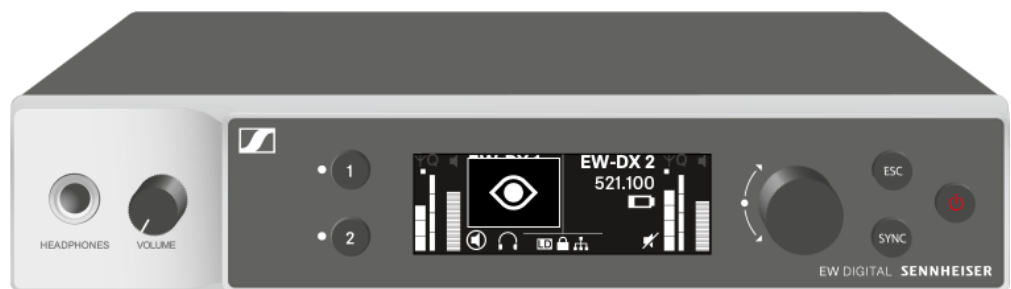 1
2
HEADPHONES
VOLUME
EW-DX 2
521.100
LD
ESC
SYNC
EW DIGITAL SENNHEISER